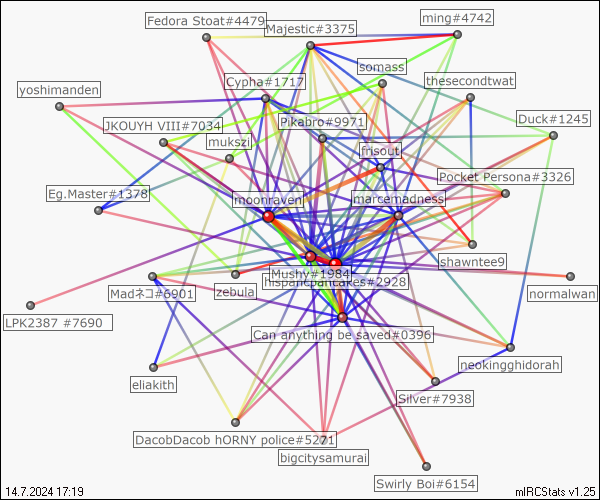 Fedora Stoat#4479
ming#4742
Majestic#3375
somass
thesecondtwat
Cypha#1717
yoshimanden
Duck#1245
Pikabro#9971
JKOUYH VIII#7034
mukszi
frisout
Pocket Persona#3326
Eg.Master#1378
moonraven
marcemadness
shawntee9
Mushy#1984
hispanicpancakes#2928
normalwan
Madネコ#6901
zebula
LPK2387 #7690
Can anything be saved#0396
neokingghidorah
eliakith
Silver#7938
DacobDacob hORNY police#5271
bigcitysamurai
Swirly Boi#6154
14.7.2024 17:19
mIRCStats v1.25